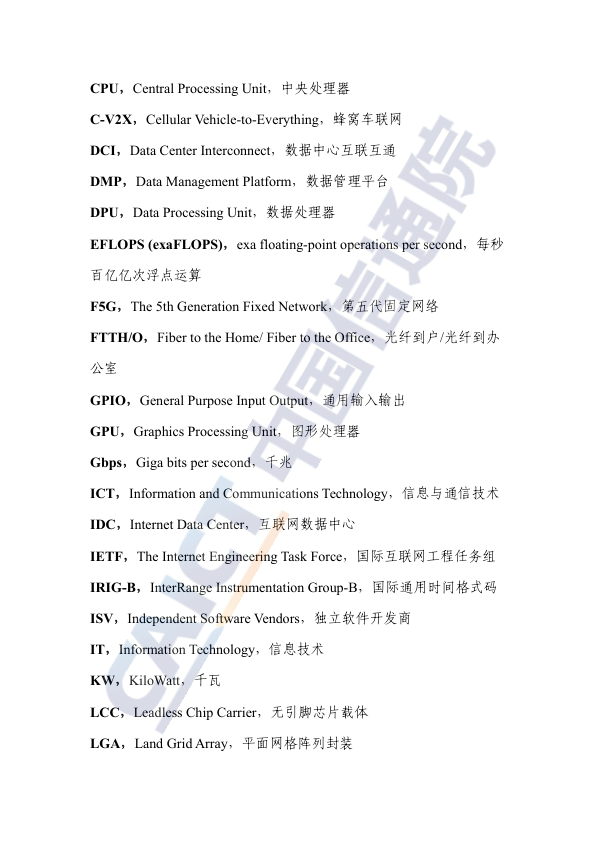 CPU，Central Processing Unit，中央处理器
C-V2X，Cellular Vehicle-to-Everything，蜂窝车联网
DCI，Data Center Interconnect，数据中心互联互通
DMP，Data Management Platform，数据管理平台
DPU，Data Processing Unit，数据处理器
EFLOPS (exaFLOPS)，exa floating-point operations per second，每秒
百亿亿次浮点运算
F5G，The 5th Generation Fixed Network，第五代固定网络
FTTH/O，Fiber to the Home/ Fiber to the Office，光纤到户/光纤到办
公室
GPIO，General Purpose Input Output，通用输入输出
GPU，Graphics Processing Unit，图形处理器
Gbps，Giga bits per second，千兆
ICT，Information and Communications Technology，信息与通信技术
IDC，Internet Data Center，互联网数据中心
IETF，The Internet Engineering Task Force，国际互联网工程任务组
IRIG-B，InterRange Instrumentation Group-B，国际通用时间格式码
ISV，Independent Software Vendors，独立软件开发商
IT，Information Technology，信息技术
KW，KiloWatt，千瓦
LCC，Leadless Chip Carrier，无引脚芯片载体
LGA，Land Grid Array，平面网格阵列封装
CAICT 中国信通院